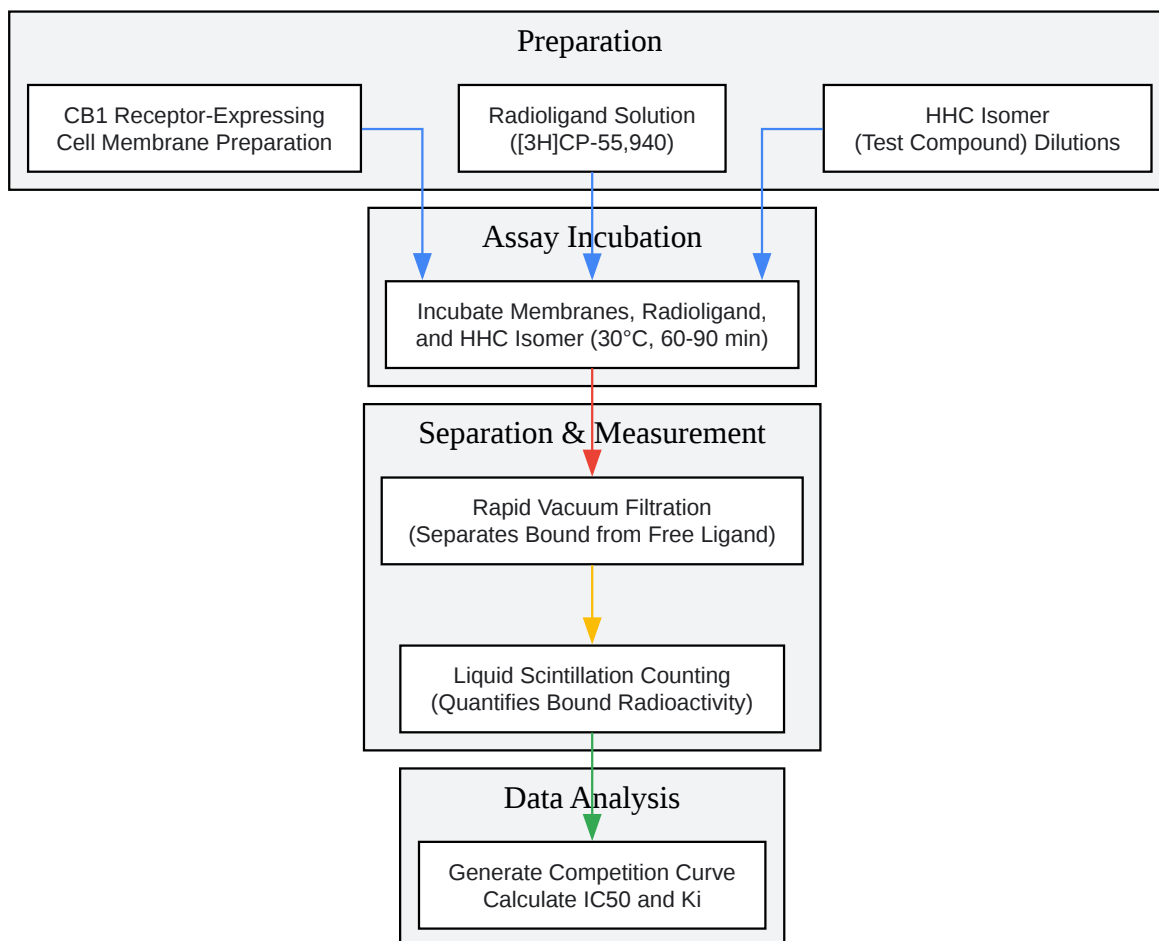 Preparation
CB1 Receptor-Expressing
Cell Membrane Preparation
Radioligand Solution
([3H]CP-55,940)
HHC Isomer
(Test Compound) Dilutions
Assay Incubation
Incubate Membranes, Radioligand,
and HHC Isomer (30°C, 60-90 min)
Separation & Measurement
Rapid Vacuum Filtration
(Separates Bound from Free Ligand)
Liquid Scintillation Counting
(Quantifies Bound Radioactivity)
Data Analysis
Generate Competition Curve
Calculate IC50 and Ki